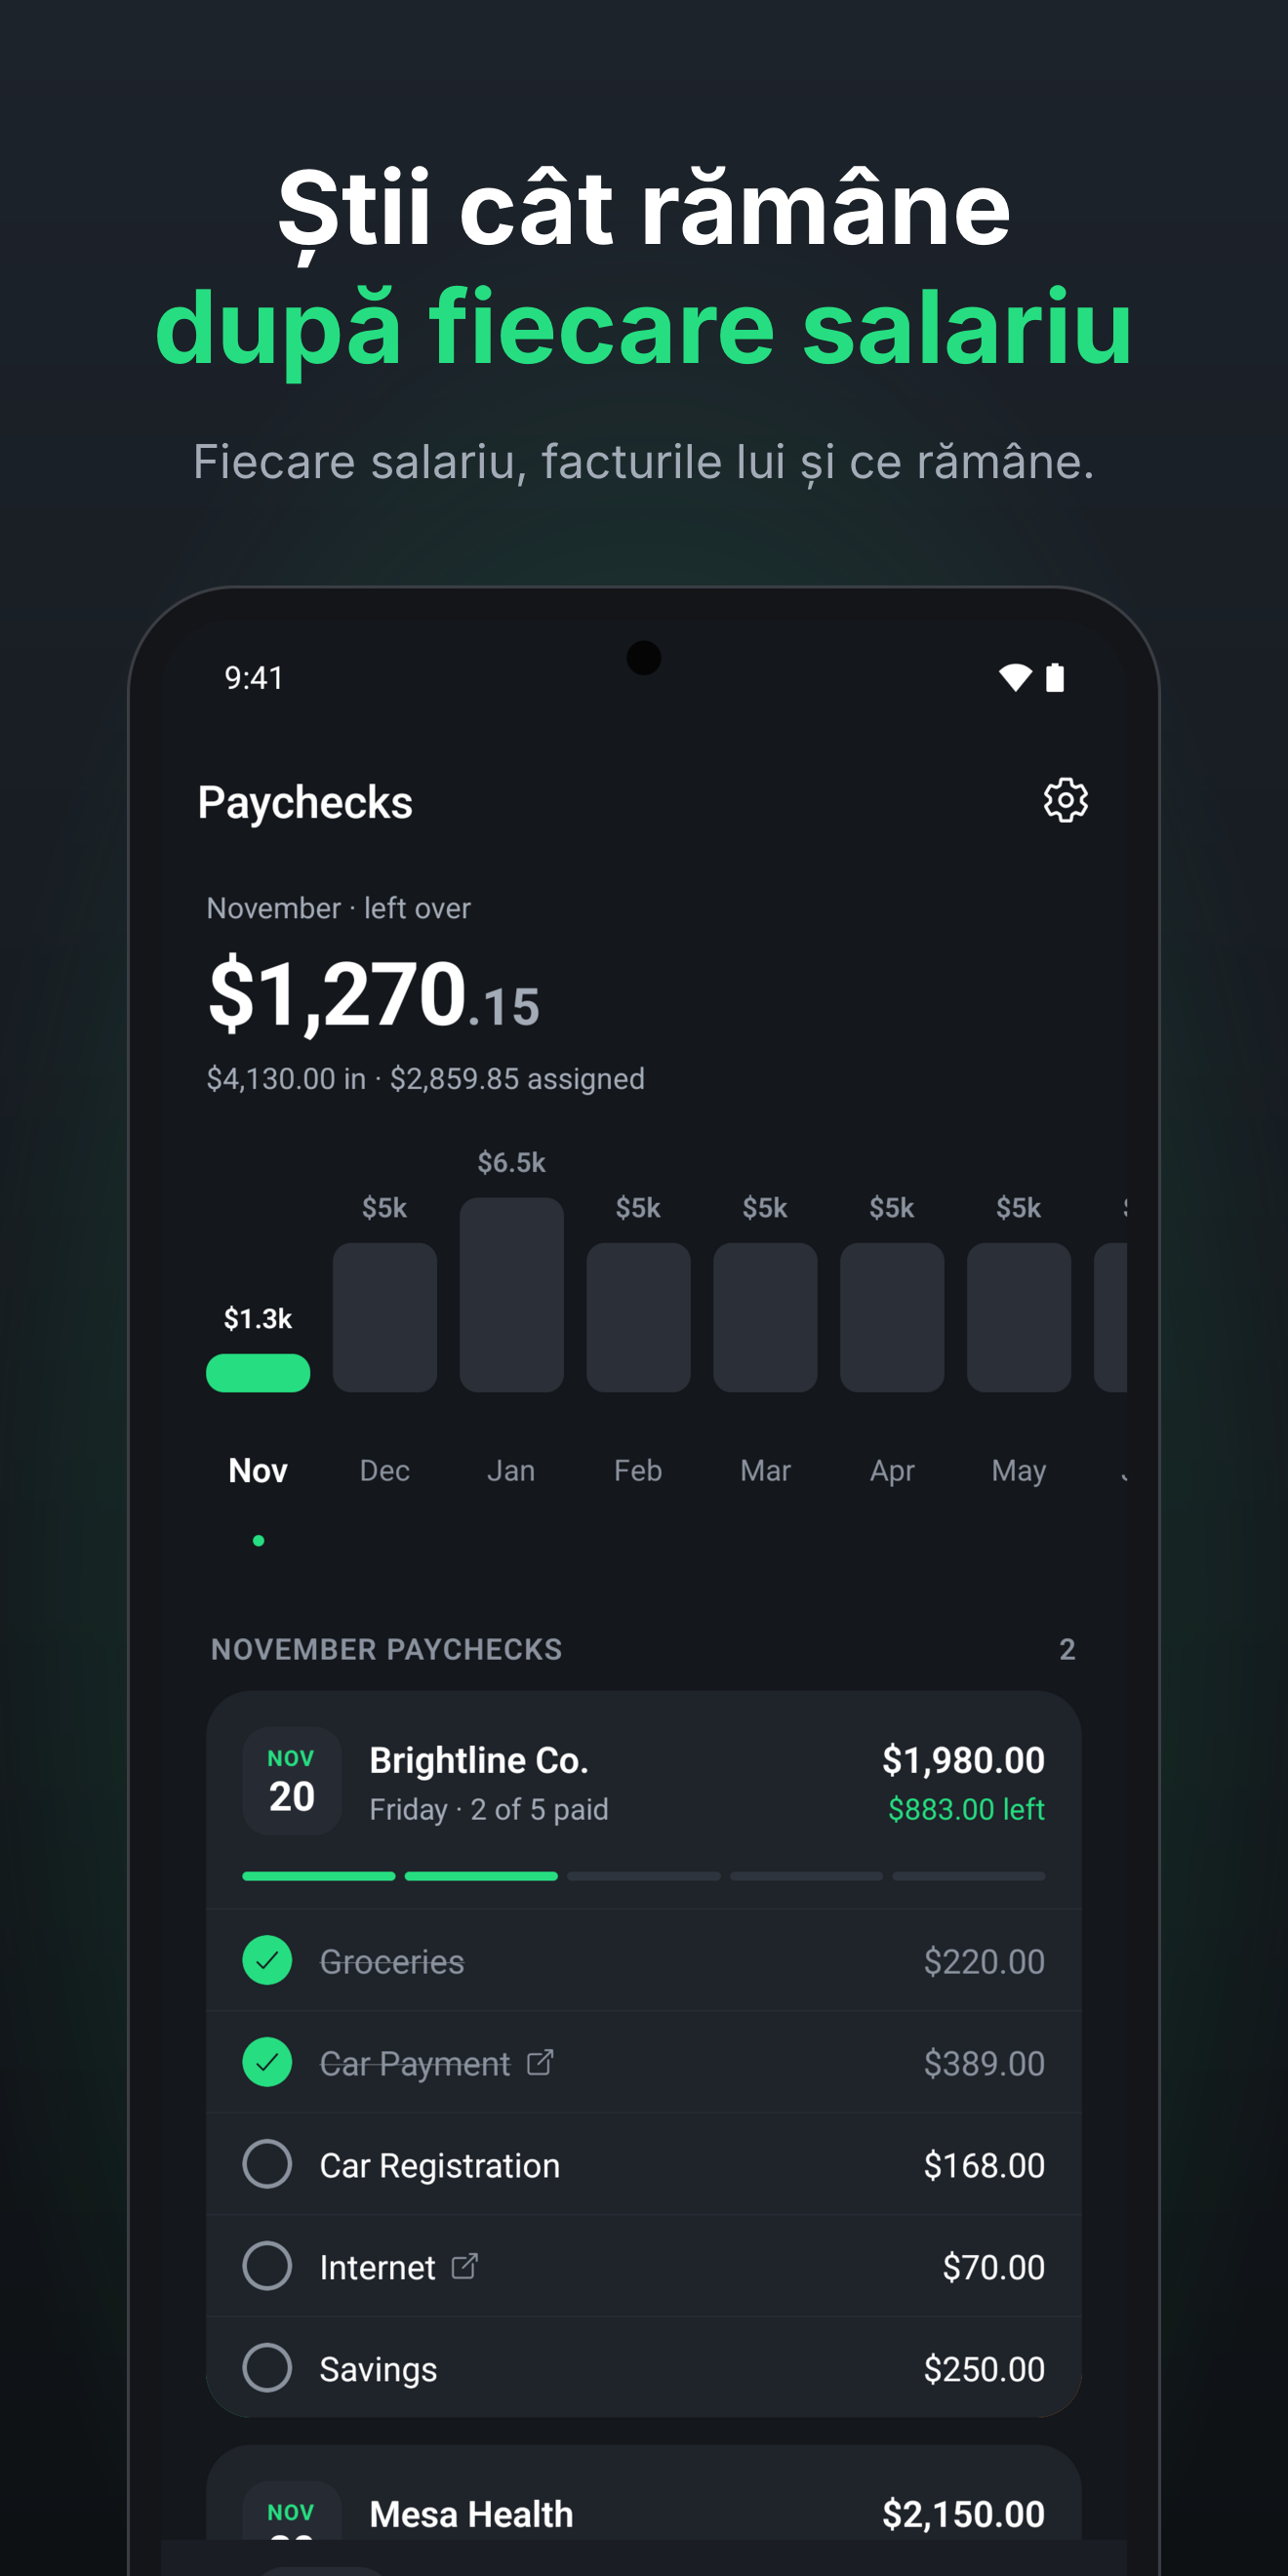 Știi cât rămâne
după fiecare salariu
Fiecare salariu, facturile lui și ce rămâne.
9:41
Paychecks
November · left over
$1,270.15
$4,130.00 in · $2,859.85 assigned
$1.3k $5k $6.5k $5k $5k $5k $5k
Nov Dec Jan Feb Mar Apr May
NOVEMBER PAYCHECKS 2
NOV 20
Brightline Co. $1,980.00
Friday · 2 of 5 paid $883.00 left
Groceries $220.00
Car Payment $389.00
Car Registration $168.00
Internet $70.00
Savings $250.00
NOV
Mesa Health $2,150.00